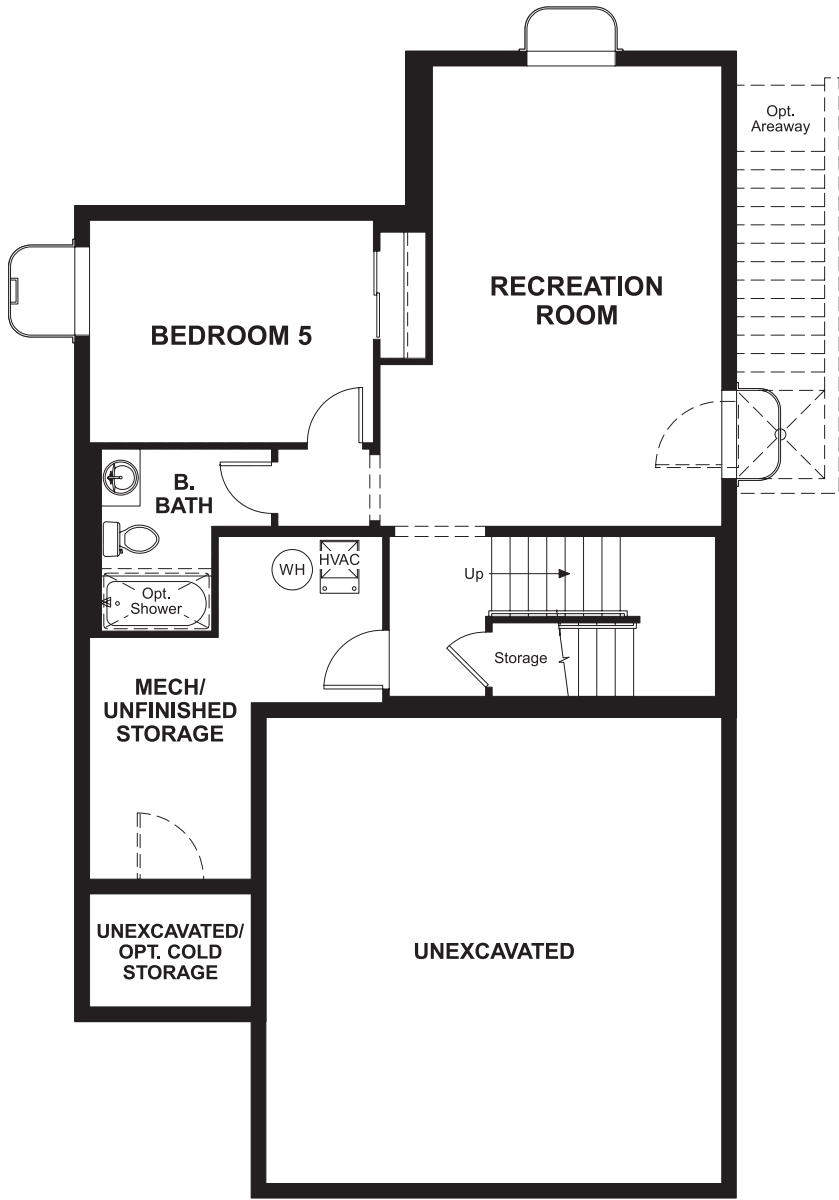 Opt.
Areaway
RECREATION
ROOM
BEDROOM 5
B.
BATH
WH
HVAC
Up
Opt.
Shower
Storage
MECH/
UNFINISHED
STORAGE
UNEXCAVATED/
OPT. COLD
STORAGE
UNEXCAVATED